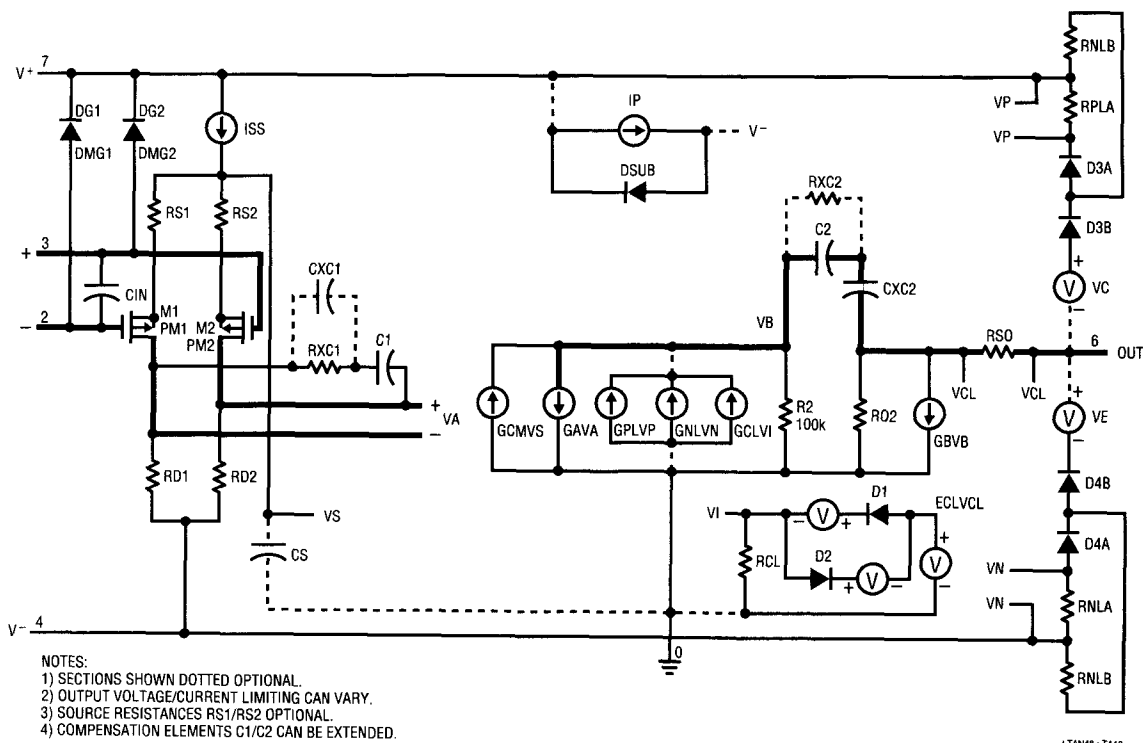 RNLB
V+ 7
DG1
DG2
DMG1
DMG2
ISS
IP
V−
DSUB
VP
RPLA
VP
D3A
D3B
RS1
RS2
RXC2
C2
CXC2
+ 3
CIN
− 2
M1
PM1
M2
PM2
CXC1
RXC1
C1
+
VA
−
VB
+
V
VC
−
6
OUT
RSO
VCL
VCL
GCMVS
GAVA
GPLVP
GNLVN
GCLVI
R2
100k
RO2
GBVB
+
V
VE
−
RD1
RD2
VS
CS
VI
− V +
D1
ECLVCL
RCL
D2
+ V −
+
V
−
D4B
D4A
VN
VN
RNLA
RNLB
V− 4
0
NOTES:
1) SECTIONS SHOWN DOTTED OPTIONAL.
2) OUTPUT VOLTAGE/CURRENT LIMITING CAN VARY.
3) SOURCE RESISTANCES RS1/RS2 OPTIONAL.
4) COMPENSATION ELEMENTS C1/C2 CAN BE EXTENDED.